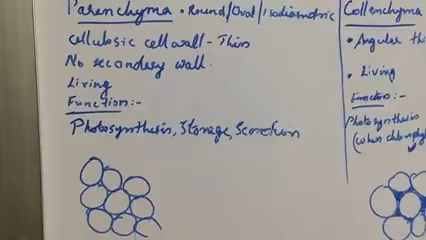 Parenchyma • Round/Oval/isodiametric
Cellulosic cell wall - Thin
No secondary wall.
Living
Function:-
Photosynthesis, Storage, Secretion
Collenchyma
• Angular thi
• Living
Function:-
Photosynthesis
(when chlorophyl